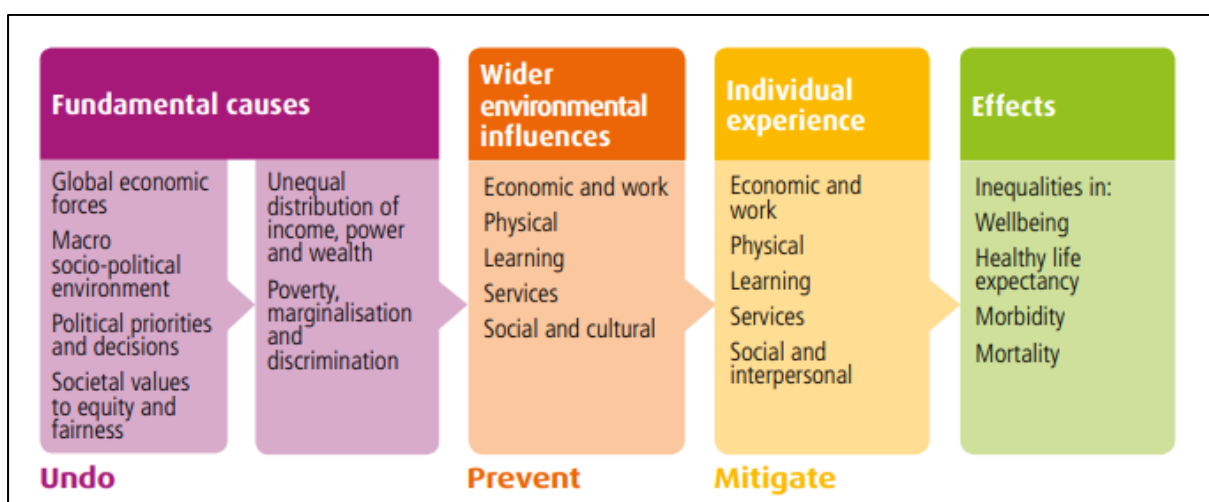 Fundamental causes
Global economic
forces
Macro
socio-political
environment
Political priorities
and decisions
Societal values
to equity and
fairness
Unequal
distribution of
income, power
and wealth
Poverty,
marginalisation
and
discrimination
Undo
Wider
environmental
influences
Economic and work
Physical
Learning
Services
Social and cultural
Prevent
Individual
experience
Economic and
work
Physical
Learning
Services
Social and
interpersonal
Mitigate
Effects
Inequalities in:
Wellbeing
Healthy life
expectancy
Morbidity
Mortality